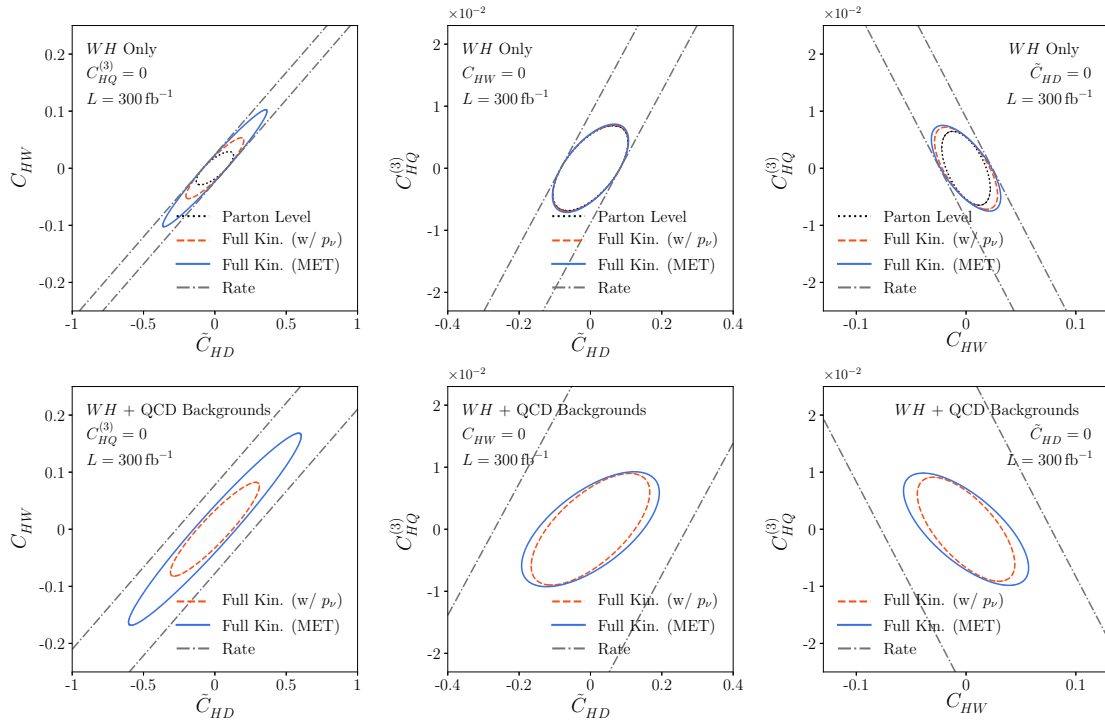 WH Only
C_{HQ}^{(3)} = 0
L = 300 fb^{-1}
0.2
0.1
0
-0.1
-0.2
C_{HW}
Parton Level
Full Kin. (w/ p_ν)
Full Kin. (MET)
Rate
-1
-0.5
0
0.5
1
C̃_{HD}
×10^{-2}
WH Only
C_{HW} = 0
L = 300 fb^{-1}
2
1
0
-1
-2
C_{HQ}^{(3)}
Parton Level
Full Kin. (w/ p_ν)
Full Kin. (MET)
Rate
-0.4
-0.2
0
0.2
0.4
C̃_{HD}
×10^{-2}
WH Only
C̃_{HD} = 0
L = 300 fb^{-1}
2
1
0
-1
-2
C_{HQ}^{(3)}
Parton Level
Full Kin. (w/ p_ν)
Full Kin. (MET)
Rate
-0.1
0
0.1
C_{HW}
WH + QCD Backgrounds
C_{HQ}^{(3)} = 0
L = 300 fb^{-1}
0.2
0.1
0
-0.1
-0.2
C_{HW}
Full Kin. (w/ p_ν)
Full Kin. (MET)
Rate
-1
-0.5
0
0.5
1
C̃_{HD}
×10^{-2}
WH + QCD Backgrounds
C_{HW} = 0
L = 300 fb^{-1}
2
1
0
-1
-2
C_{HQ}^{(3)}
Full Kin. (w/ p_ν)
Full Kin. (MET)
Rate
-0.4
-0.2
0
0.2
0.4
C̃_{HD}
×10^{-2}
WH + QCD Backgrounds
C̃_{HD} = 0
L = 300 fb^{-1}
2
1
0
-1
-2
C_{HQ}^{(3)}
Full Kin. (w/ p_ν)
Full Kin. (MET)
Rate
-0.1
0
0.1
C_{HW}